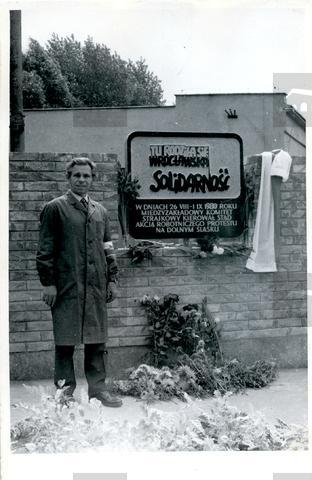 TU RODZIŁA SIĘ
WROCŁAWSKA
SOLIDARNOŚĆ
W DNIACH 26 VIII-I IX 1980 ROKU
MIĘDZYZAKŁADOWY KOMITET
STRAJKOWY KIEROWAŁ STĄD
AKCJĄ ROBOTNICZEGO PROTESTU
NA DOLNYM ŚLĄSKU